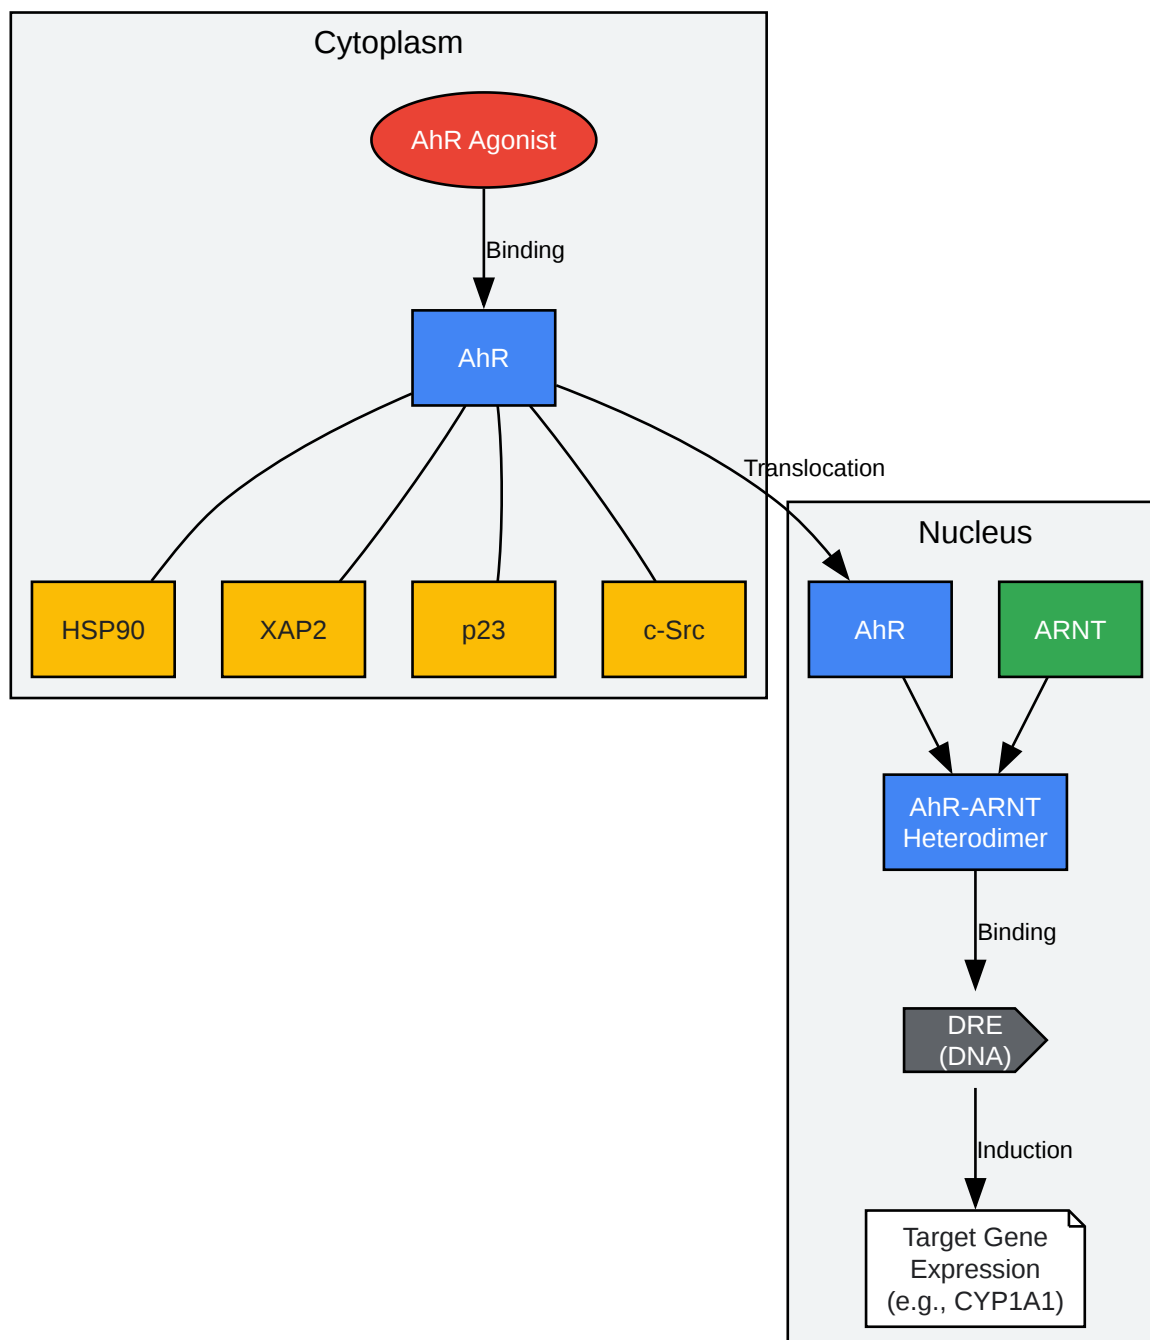 Cytoplasm
AhR Agonist
Binding
AhR
Translocation
HSP90
XAP2
p23
c-Src
Nucleus
AhR
ARNT
AhR-ARNT
Heterodimer
Binding
DRE
(DNA)
Induction
Target Gene
Expression
(e.g., CYP1A1)